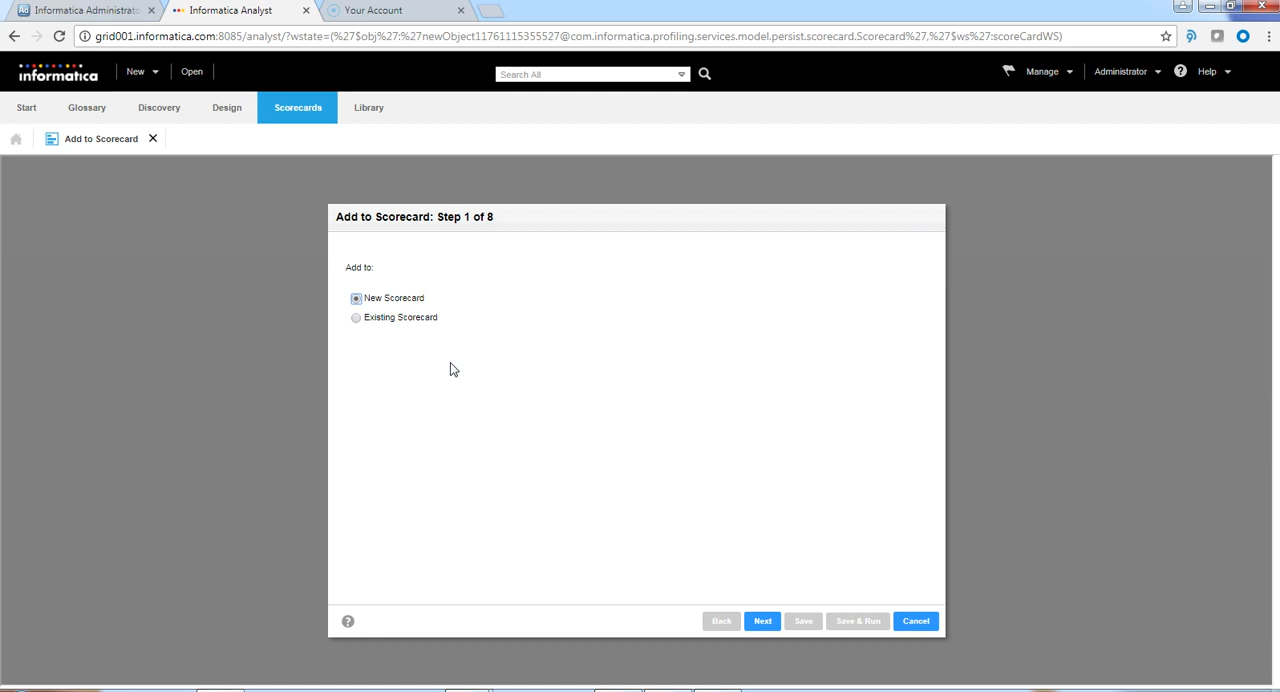 Informatica Administrato
Informatica Analyst
Your Account
grid001.informatica.com:8085/analyst/?wstate=(%27$obj%27:%27newObject11761115355527@com.informatica.profiling.services.model.persist.scorecard.Scorecard%27,%27$ws%27:scoreCardWS)
informatica
New
Open
Search All
Manage
Administrator
? Help
Start
Glossary
Discovery
Design
Scorecards
Library
Add to Scorecard
Add to Scorecard: Step 1 of 8
Add to:
New Scorecard
Existing Scorecard
?
Back
Next
Save
Save & Run
Cancel